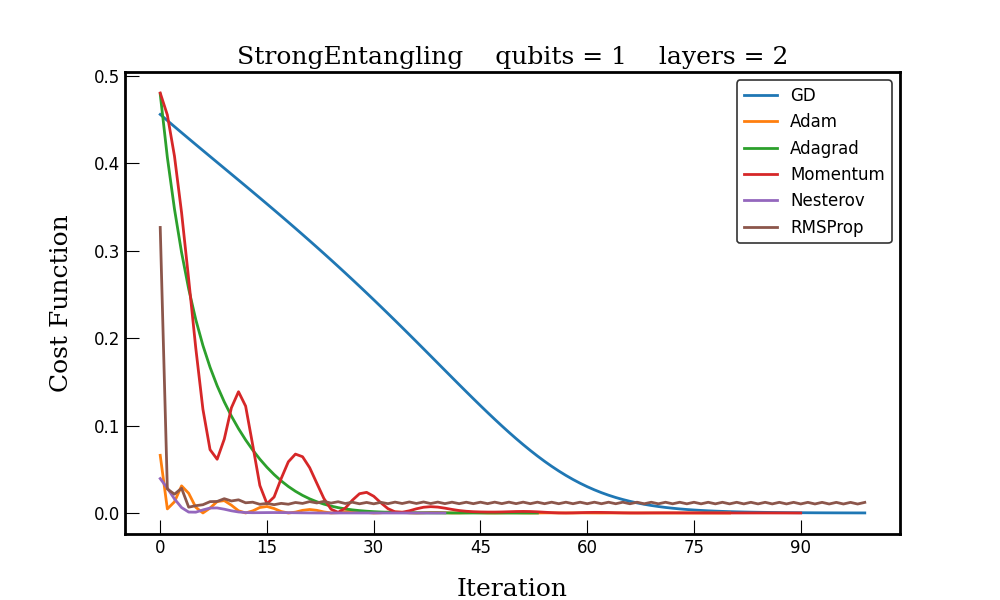 StrongEntangling    qubits = 1    layers = 2
Cost Function
0.5
0.4
0.3
0.2
0.1
0.0
GD
Adam
Adagrad
Momentum
Nesterov
RMSProp
0 15 30 45 60 75 90
Iteration